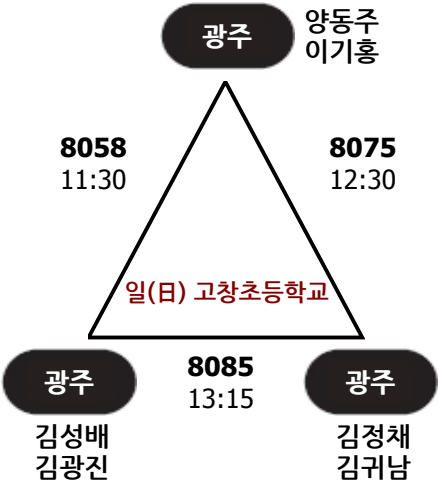 광주
양동주
이기홍
8058
11:30
8075
12:30
일(日) 고창초등학교
8085
13:15
광주
김성배
김광진
광주
김정채
김귀남